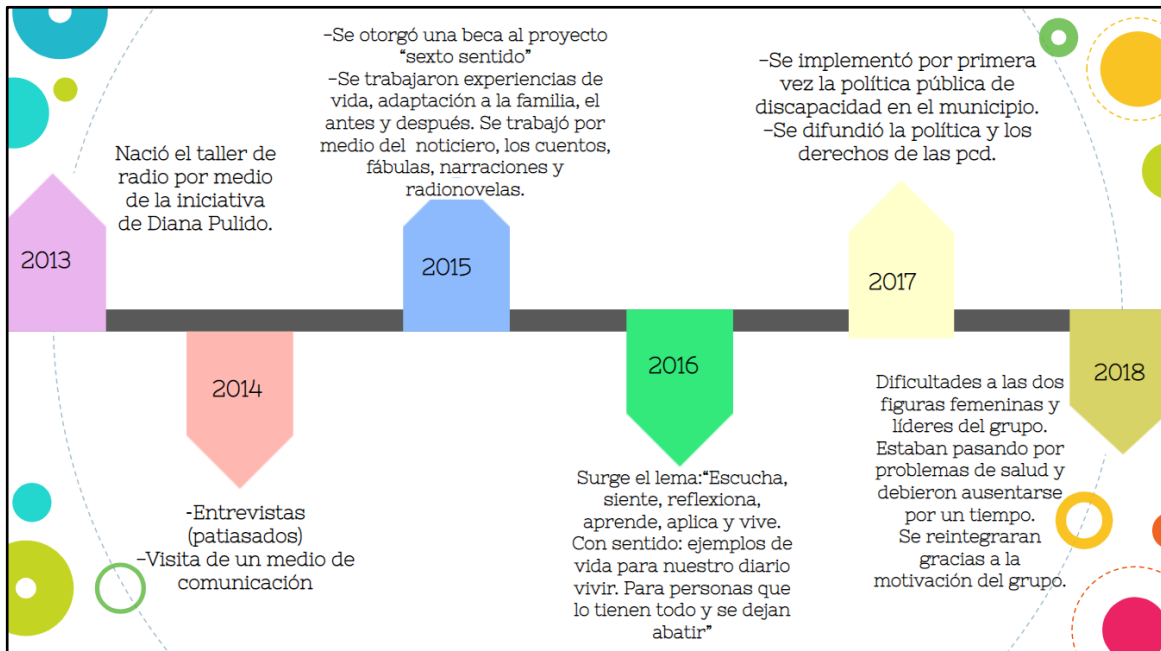 2013
Nació el taller de
radio por medio
de la iniciativa
de Diana Pulido.
2014
-Entrevistas
(patiasados)
-Visita de un medio de
comunicación
-Se otorgó una beca al proyecto
“sexto sentido”
-Se trabajaron experiencias de
vida, adaptación a la familia, el
antes y después. Se trabajó por
medio del noticiero, los cuentos,
fábulas, narraciones y
radionovelas.
2015
2016
Surge el lema:“Escucha,
siente, reflexiona,
aprende, aplica y vive.
Con sentido: ejemplos de
vida para nuestro diario
vivir. Para personas que
lo tienen todo y se dejan
abatir”
-Se implementó por primera
vez la política pública de
discapacidad en el municipio.
-Se difundió la política y los
derechos de las pcd.
2017
2018
Dificultades a las dos
figuras femeninas y
líderes del grupo.
Estaban pasando por
problemas de salud y
debieron ausentarse
por un tiempo.
Se reintegraran
gracias a la
motivación del grupo.